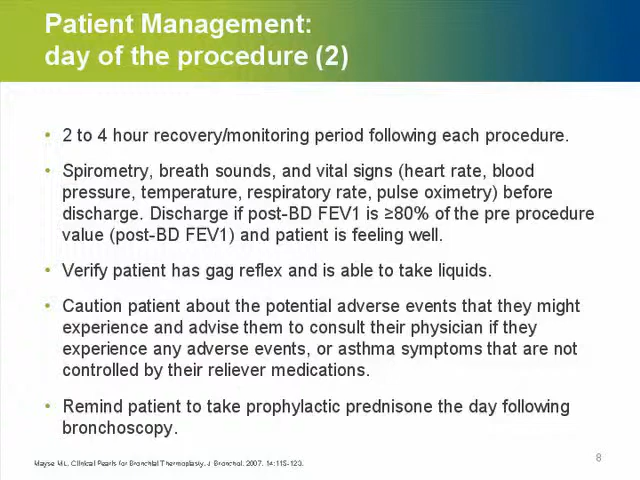 Patient Management:
day of the procedure (2)
• 2 to 4 hour recovery/monitoring period following each procedure.
• Spirometry, breath sounds, and vital signs (heart rate, blood
pressure, temperature, respiratory rate, pulse oximetry) before
discharge. Discharge if post-BD FEV1 is ≥80% of the pre procedure
value (post-BD FEV1) and patient is feeling well.
• Verify patient has gag reflex and is able to take liquids.
• Caution patient about the potential adverse events that they might
experience and advise them to consult their physician if they
experience any adverse events, or asthma symptoms that are not
controlled by their reliever medications.
• Remind patient to take prophylactic prednisone the day following
bronchoscopy.
Mayse ML. Clinical Pearls for Bronchial Thermoplasty. J Bronchol. 2007. 14:115-123.
8